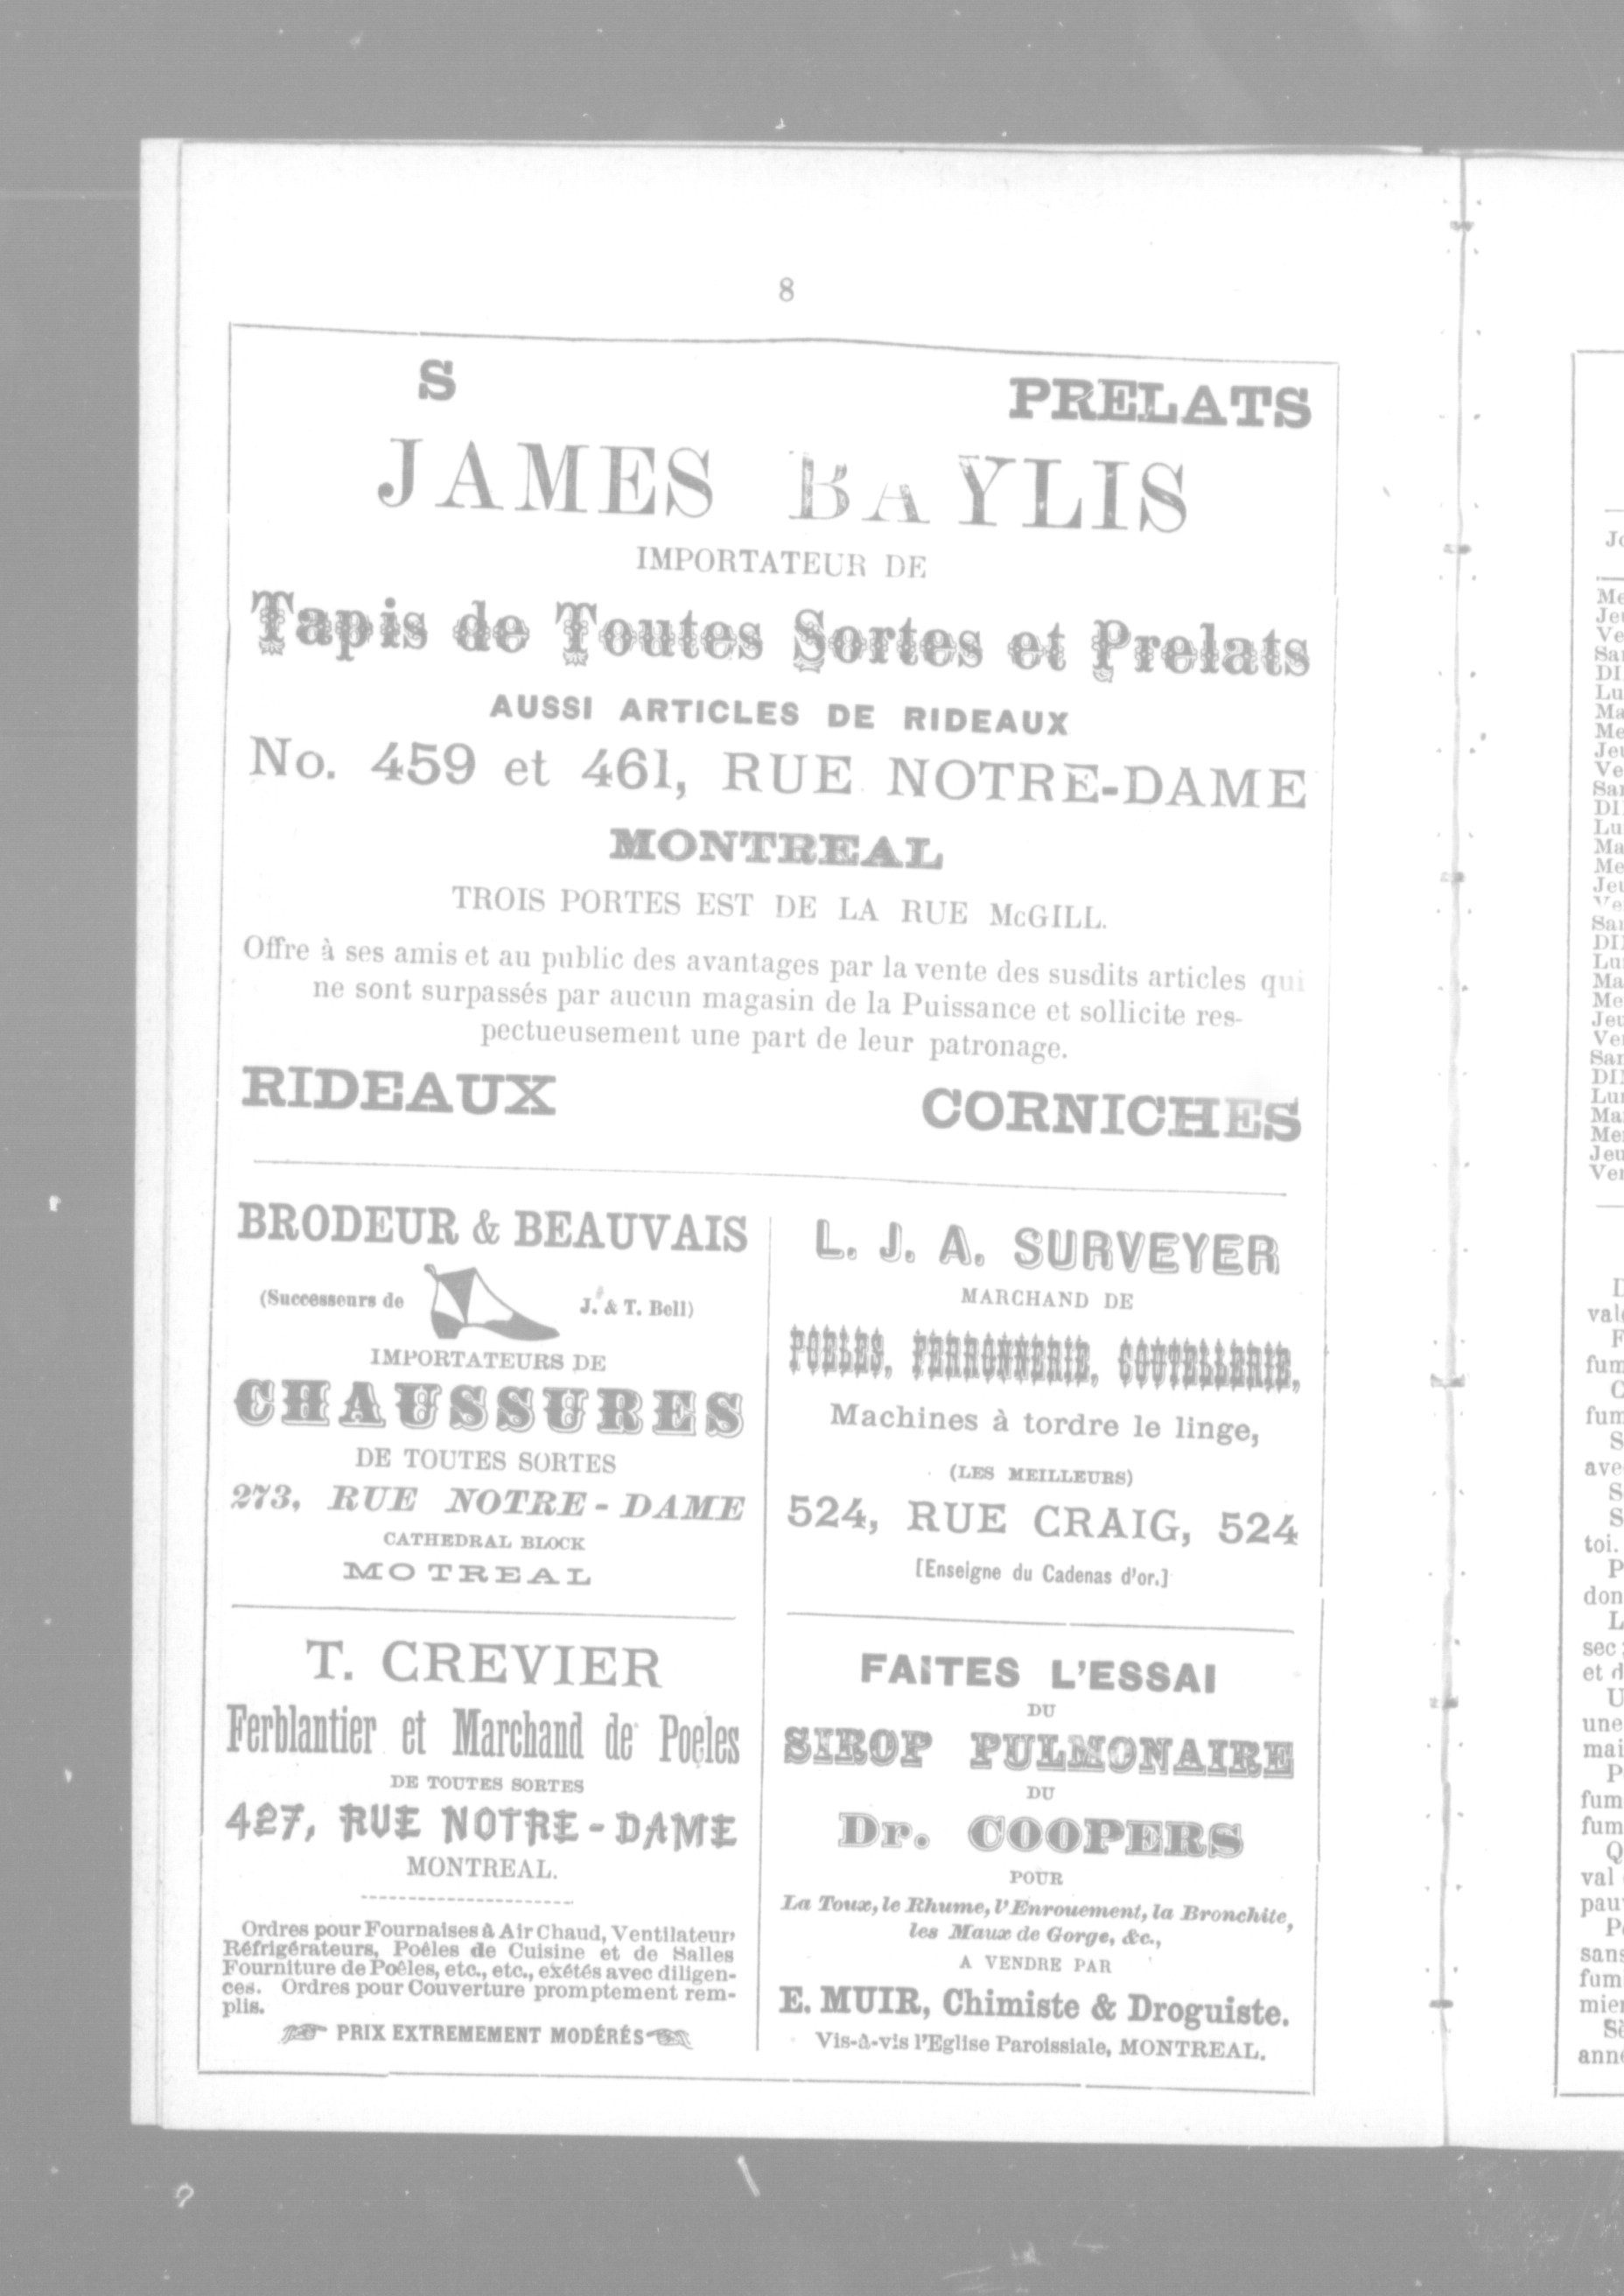 8
S PRELATS
JAMES BAYLIS
IMPORTATEUR DE
Tapis de Toutes Sortes et Prelats
AUSSI ARTICLES DE RIDEAUX
No. 459 et 461, RUE NOTRE-DAME
MONTREAL
TROIS PORTES EST DE LA RUE McGILL.
Offre à ses amis et au public des avantages par la vente des susdits articles qui
ne sont surpassés par aucun magasin de la Puissance et sollicite res-
pectueusement une part de leur patronage.
RIDEAUX CORNICHES
BRODEUR & BEAUVAIS
(Successeurs de J. & T. Bell)
IMPORTATEURS DE
CHAUSSURES
DE TOUTES SORTES
273, RUE NOTRE-DAME
CATHEDRAL BLOCK
MO TREAL
L. J. A. SURVEYER
MARCHAND DE
POELES, FERRONNERIE, COUTELLERIE,
Machines à tordre le linge,
(LES MEILLEURS)
524, RUE CRAIG, 524
[Enseigne du Cadenas d'or.]
T. CREVIER
Ferblantier et Marchand de Poeles
DE TOUTES SORTES
427, RUE NOTRE-DAME
MONTREAL.
Ordres pour Fournaises à Air Chaud, Ventilateur,
Réfrigérateurs, Poêles de Cuisine et de Salles
Fourniture de Poêles, etc., etc., exétés avec diligen-
ces. Ordres pour Couverture promptement rem-
plis.
PRIX EXTREMEMENT MODÉRÉS
FAITES L'ESSAI
DU
SIROP PULMONAIRE
DU
Dr. COOPERS
POUR
La Toux, le Rhume, l'Enrouement, la Bronchite,
les Maux de Gorge, &c.,
A VENDRE PAR
E. MUIR, Chimiste & Droguiste.
Vis-à-vis l'Eglise Paroissiale, MONTREAL.